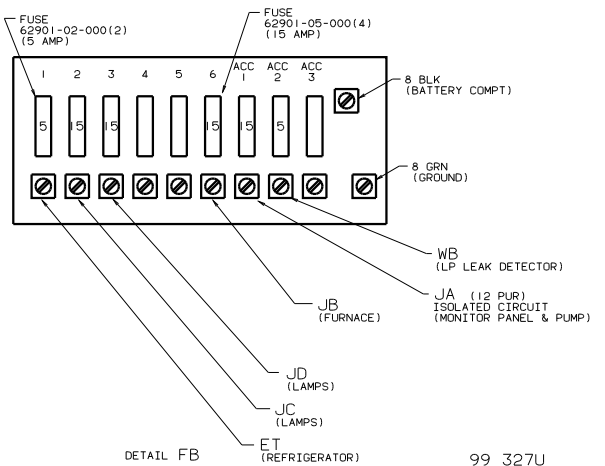 FUSE
62901-02-000(2)
(5 AMP)
FUSE
62901-05-000(4)
(15 AMP)
1 2 3 4 5 6 ACC 1 ACC 2 ACC 3
8 BLK
(BATTERY COMPT)
5 15 15 15 15 5
8 GRN
(GROUND)
WB
(LP LEAK DETECTOR)
JA (12 PUR)
ISOLATED CIRCUIT
(MONITOR PANEL & PUMP)
JB
(FURNACE)
JD
(LAMPS)
JC
(LAMPS)
ET
(REFRIGERATOR)
DETAIL FB
99 327U